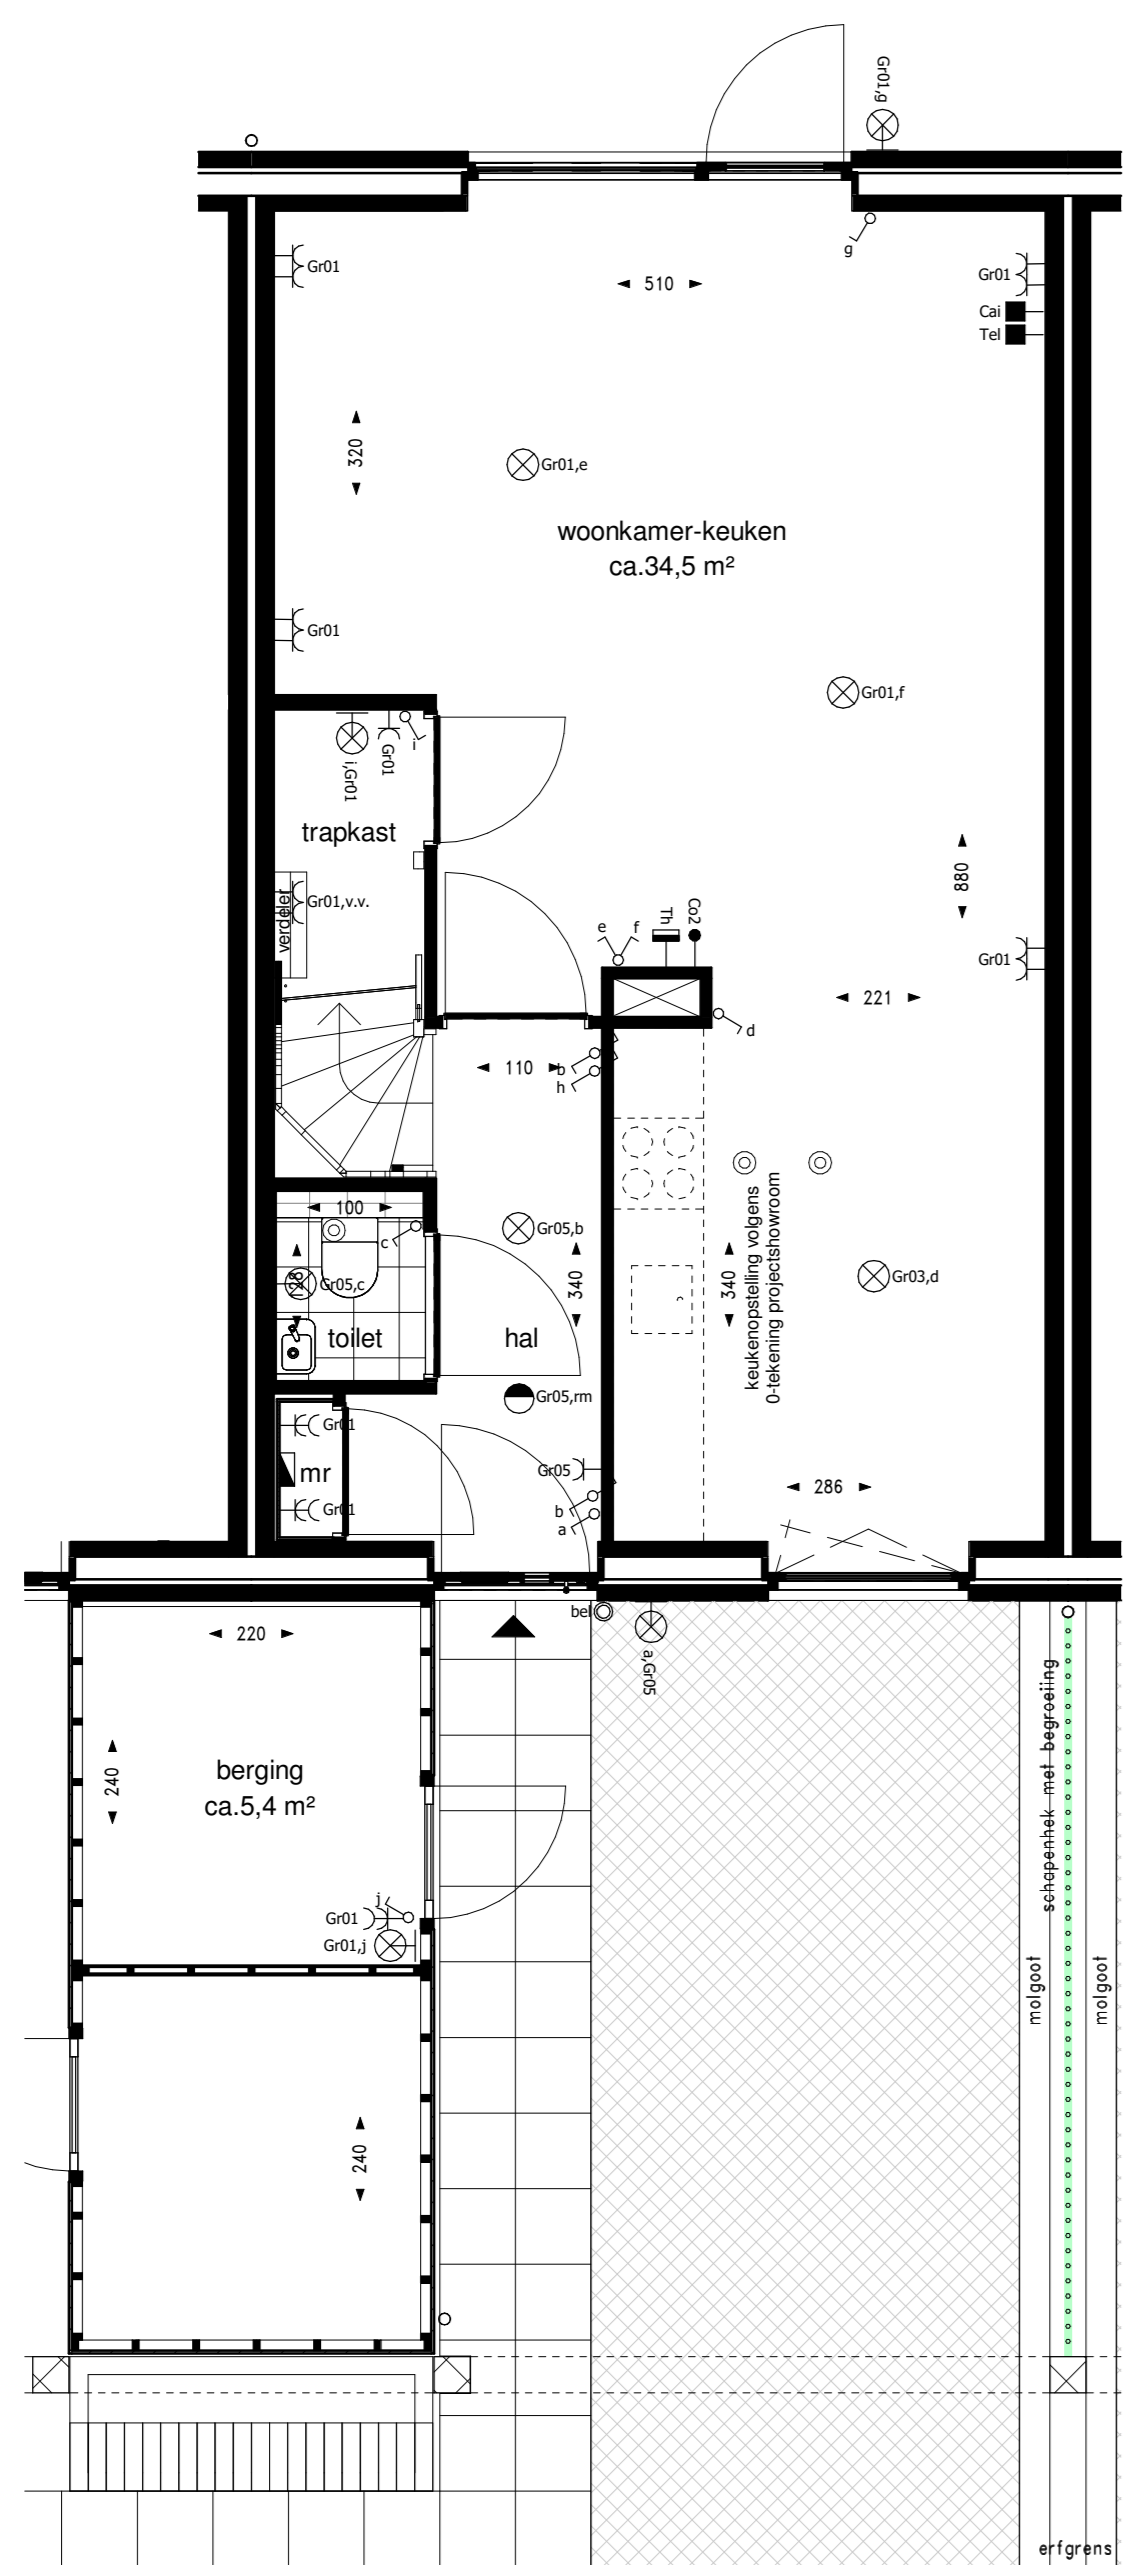 Gr01,g
g
Gr01
510
Gr01
Cai
Tel
320
Gr01,e
woonkamer-keuken
ca.34,5 m²
Gr01
Gr01,f
i
Gr01
i,Gr01
trapkast
880
verdeler
Gr01,v.v.
e
f
Th
Co2
Gr01
221
d
110
b
h
100
c
Gr05,b
keukenopstelling volgens
0-tekening projectshowroom
128
Gr05,c
340
340
Gr03,d
toilet
hal
Gr05,rm
Gr01
mr
Gr05
286
Gr01
b
a
bel
220
a,Gr05
schapenhek met begroeiing
240
berging
ca.5,4 m²
j
Gr01
Gr01,j
molgoot
molgoot
240
erfgrens